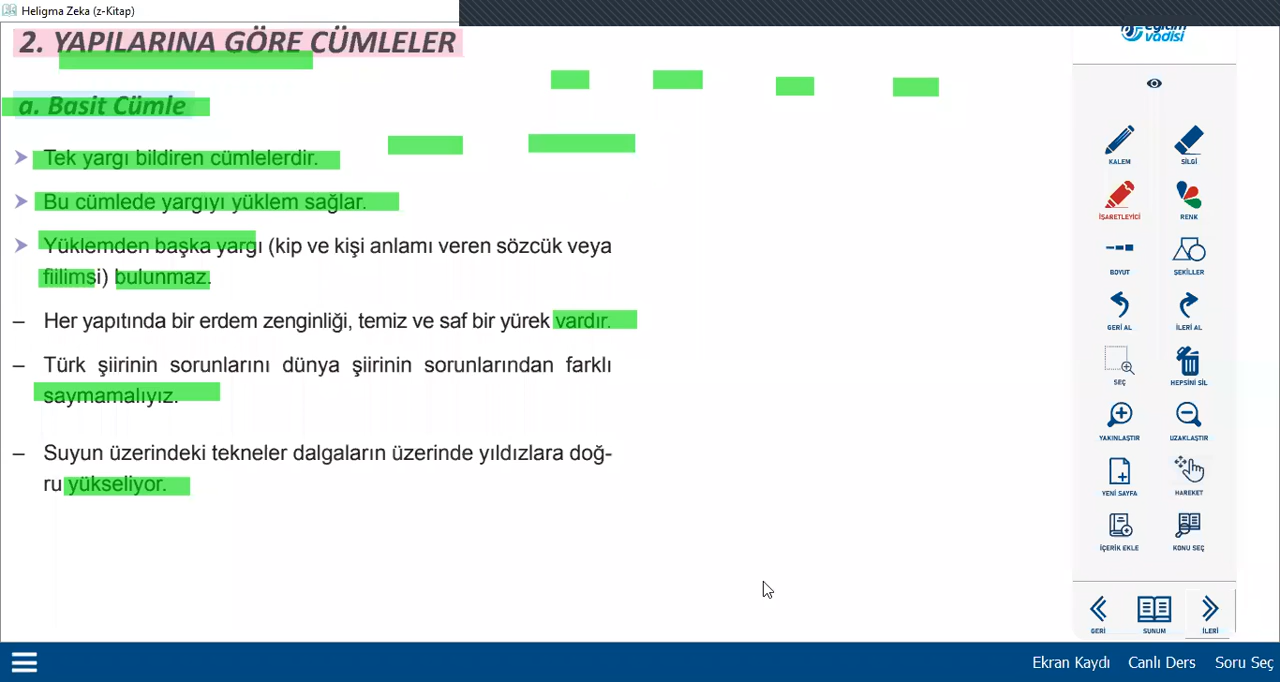 Heligma Zeka (z-Kitap)
2. YAPILARINA GÖRE CÜMLELER
a. Basit Cümle
Tek yargı bildiren cümlelerdir.
Bu cümlede yargıyı yüklem sağlar.
Yüklemden başka yargı (kip ve kişi anlamı veren sözcük veya
fiilimsi) bulunmaz.
– Her yapıtında bir erdem zenginliği, temiz ve saf bir yürek vardır.
– Türk şiirinin sorunlarını dünya şiirinin sorunlarından farklı
saymamalıyız.
– Suyun üzerindeki tekneler dalgaların üzerinde yıldızlara doğ-
ru yükseliyor.
eğitim
vadisi
KALEM SİLGİ
İŞARETLEYİCİ RENK
BOYUT ŞEKİLLER
GERİ AL İLERİ AL
SEÇ HEPSİNİ SİL
YAKINLAŞTIR UZAKLAŞTIR
YENİ SAYFA HAREKET
İÇERİK EKLE KONU SEÇ
GERİ SUNUM İLERİ
Ekran Kaydı Canlı Ders Soru Seç